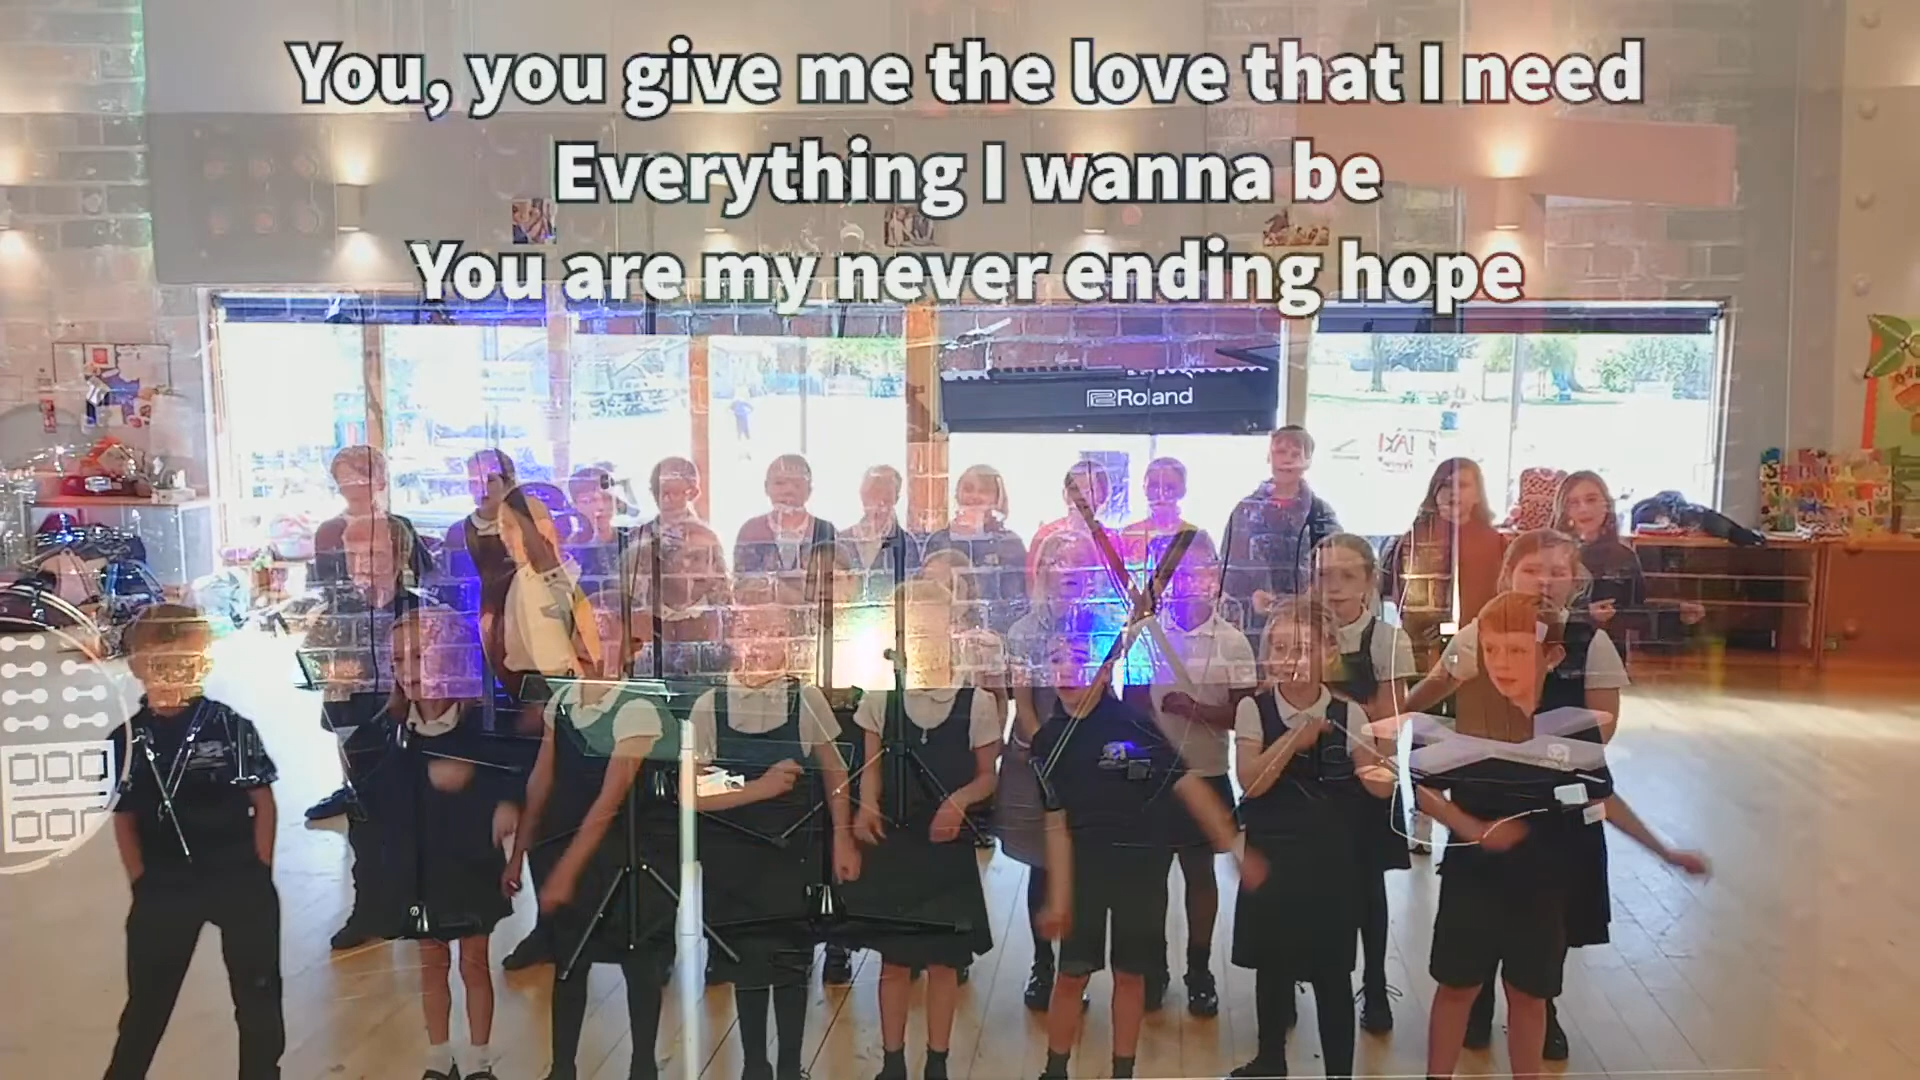 You, you give me the love that I need
Everything I wanna be
You are my never ending hope
Roland